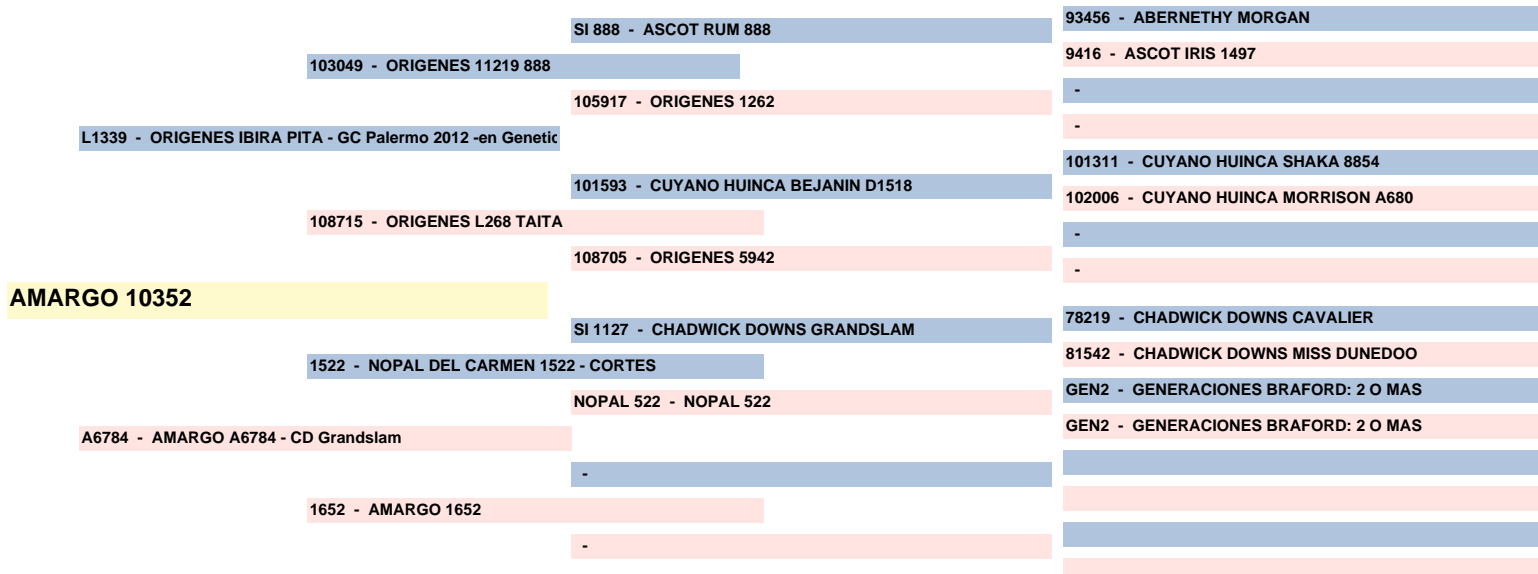 93456 - ABERNETHY MORGAN
SI 888 - ASCOT RUM 888
9416 - ASCOT IRIS 1497
103049 - ORIGENES 11219 888
-
105917 - ORIGENES 1262
-
L1339 - ORIGENES IBIRA PITA - GC Palermo 2012 -en Genetic
101311 - CUYANO HUINCA SHAKA 8854
101593 - CUYANO HUINCA BEJANIN D1518
102006 - CUYANO HUINCA MORRISON A680
108715 - ORIGENES L268 TAITA
-
108705 - ORIGENES 5942
-
AMARGO 10352
78219 - CHADWICK DOWNS CAVALIER
SI 1127 - CHADWICK DOWNS GRANDSLAM
81542 - CHADWICK DOWNS MISS DUNEDOO
1522 - NOPAL DEL CARMEN 1522 - CORTES
GEN2 - GENERACIONES BRAFORD: 2 O MAS
NOPAL 522 - NOPAL 522
GEN2 - GENERACIONES BRAFORD: 2 O MAS
A6784 - AMARGO A6784 - CD Grandslam
-
1652 - AMARGO 1652
-